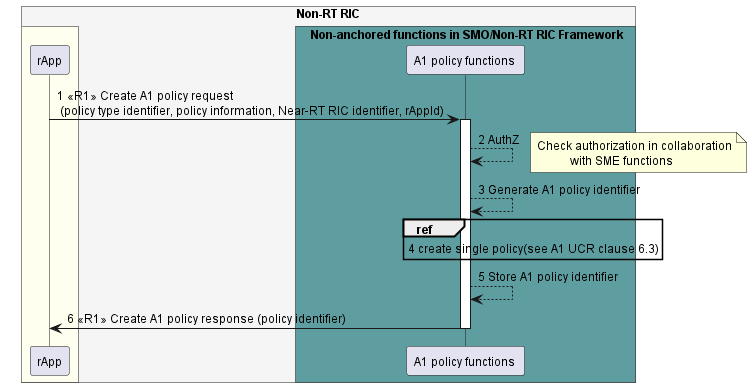 Non-RT RIC
Non-anchored functions in SMO/Non-RT RIC Framework
rApp
A1 policy functions
1 «R1» Create A1 policy request
(policy type identifier, policy information, Near-RT RIC identifier, rAppId)
2 AuthZ
Check authorization in collaboration
with SME functions
3 Generate A1 policy identifier
ref
4 create single policy(see A1 UCR clause 6.3)
5 Store A1 policy identifier
6 «R1» Create A1 policy response (policy identifier)
rApp
A1 policy functions